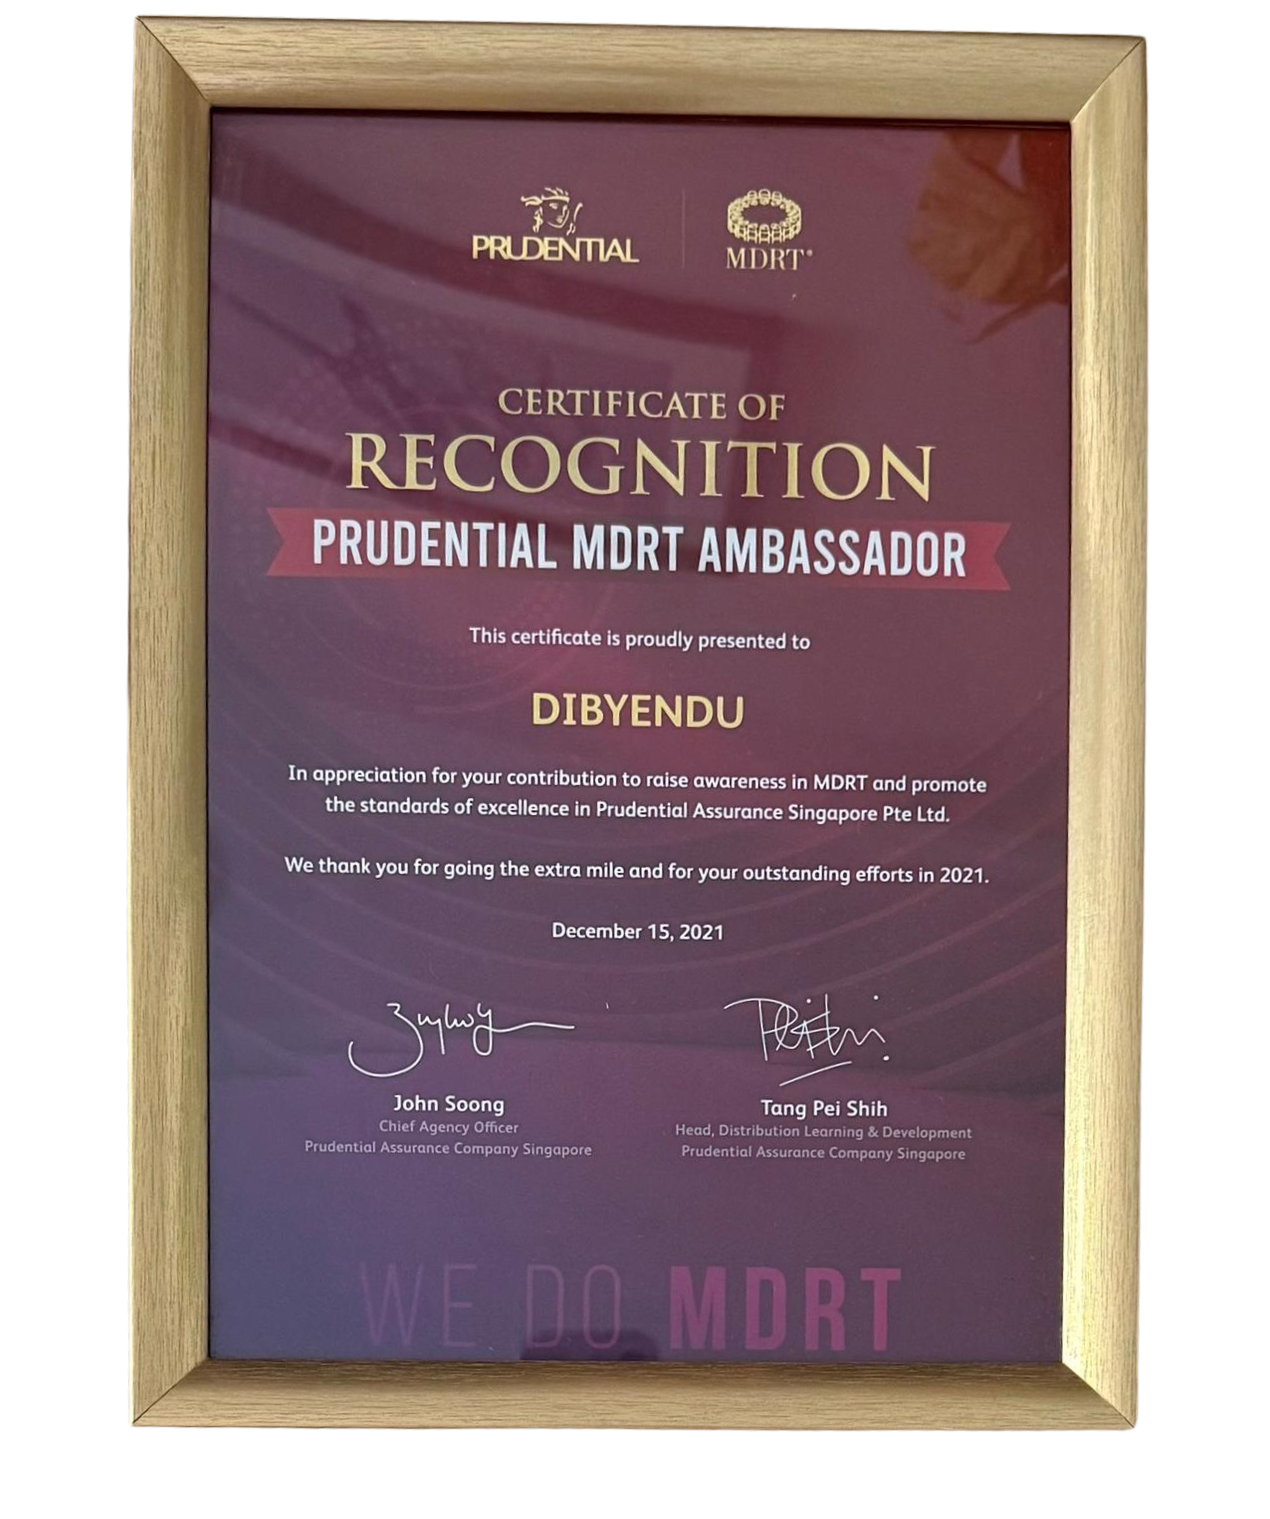 PRUDENTIAL
MDRT®
CERTIFICATE OF
RECOGNITION
PRUDENTIAL MDRT AMBASSADOR
This certificate is proudly presented to
DIBYENDU
In appreciation for your contribution to raise awareness in MDRT and promote
the standards of excellence in Prudential Assurance Singapore Pte Ltd.
We thank you for going the extra mile and for your outstanding efforts in 2021.
December 15, 2021
John Soong
Chief Agency Officer
Prudential Assurance Company Singapore
Tang Pei Shih
Head, Distribution Learning & Development
Prudential Assurance Company Singapore
WE DO MDRT